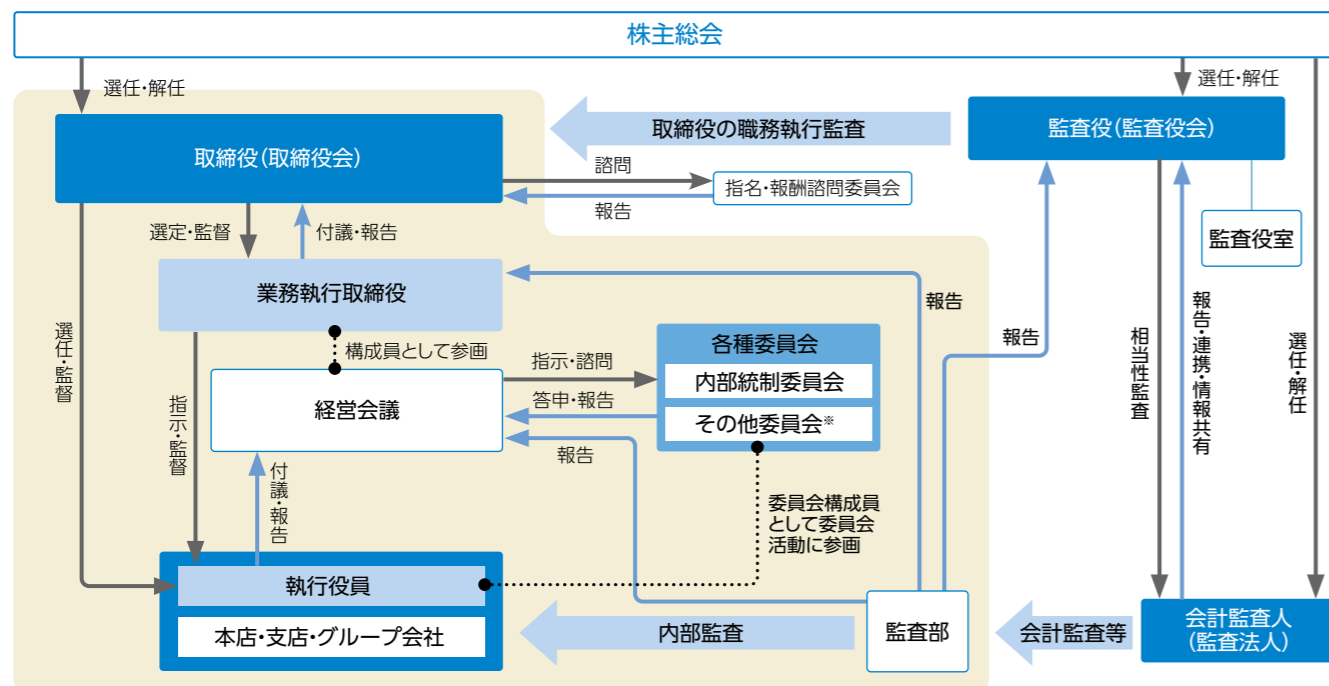 株主総会
選任・解任
選任・解任
取締役(取締役会)
取締役の職務執行監査
監査役(監査役会)
諮問
指名・報酬諮問委員会
報告
監査役室
選定・監督
付議・報告
業務執行取締役
報告
報告
選任・監督
構成員として参画
各種委員会
内部統制委員会
その他委員会※
指示・諮問
答申・報告
経営会議
報告
指示・監督
付議・報告
相当性監査
報告・連携・情報共有
選任・解任
委員会構成員
として委員会
活動に参画
執行役員
本店・支店・グループ会社
内部監査
監査部
会計監査等
会計監査人
(監査法人)